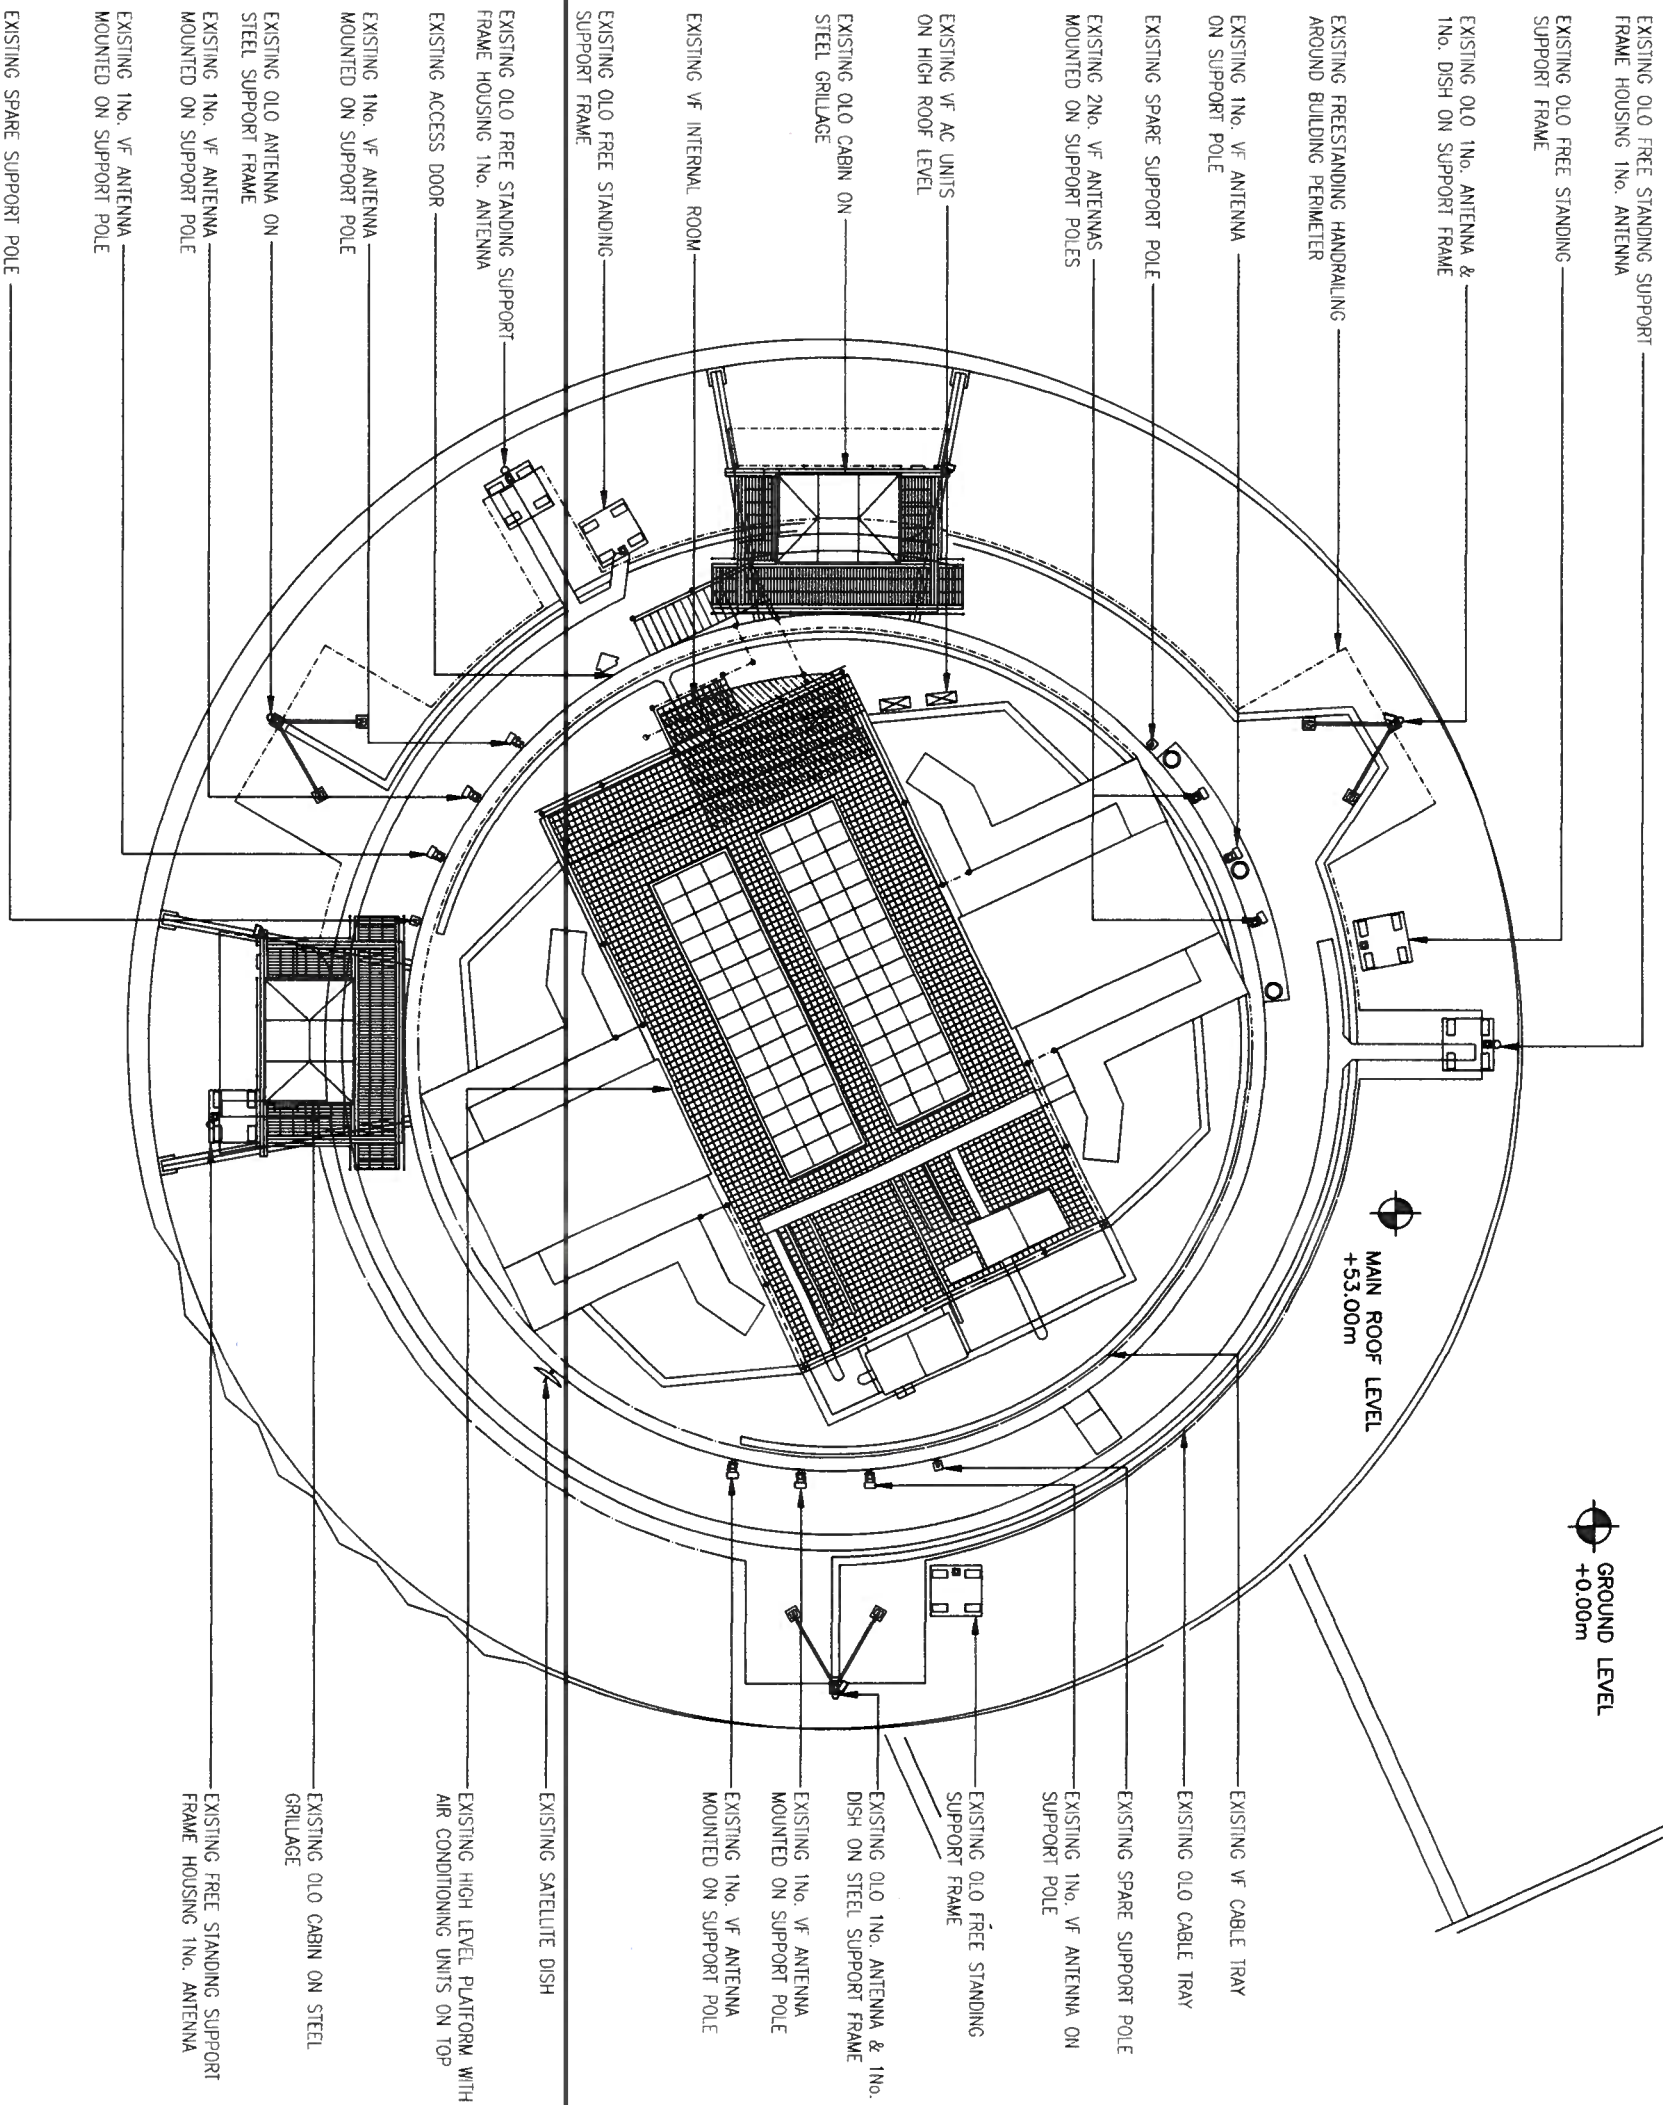 EXISTING OLO FREE STANDING SUPPORT
FRAME HOUSING 1No. ANTENNA
EXISTING OLO FREE STANDING
SUPPORT FRAME
EXISTING OLO 1No. ANTENNA &
1No. DISH ON SUPPORT FRAME
EXISTING FREESTANDING HANDRAILING
AROUND BUILDING PERIMETER
EXISTING 1No. VF ANTENNA
ON SUPPORT POLE
EXISTING SPARE SUPPORT POLE
EXISTING 2No. VF ANTENNAS
MOUNTED ON SUPPORT POLES
EXISTING VF AC UNITS
ON HIGH ROOF LEVEL
EXISTING OLO CABIN ON
STEEL GRILLAGE
EXISTING VF INTERNAL ROOM
EXISTING OLO FREE STANDING
SUPPORT FRAME
EXISTING OLO FREE STANDING SUPPORT
FRAME HOUSING 1No. ANTENNA
EXISTING ACCESS DOOR
EXISTING 1No. VF ANTENNA
MOUNTED ON SUPPORT POLE
EXISTING OLO ANTENNA ON
STEEL SUPPORT FRAME
EXISTING 1No. VF ANTENNA
MOUNTED ON SUPPORT POLE
EXISTING 1No. VF ANTENNA
MOUNTED ON SUPPORT POLE
EXISTING SPARE SUPPORT POLE
GROUND LEVEL
+0.00m
MAIN ROOF LEVEL
+53.00m
EXISTING VF CABLE TRAY
EXISTING OLO CABLE TRAY
EXISTING SPARE SUPPORT POLE
EXISTING 1No. VF ANTENNA ON
SUPPORT POLE
EXISTING OLO FREE STANDING
SUPPORT FRAME
EXISTING OLO 1No. ANTENNA & 1No.
DISH ON STEEL SUPPORT FRAME
EXISTING 1No. VF ANTENNA
MOUNTED ON SUPPORT POLE
EXISTING 1No. VF ANTENNA
MOUNTED ON SUPPORT POLE
EXISTING SATELLITE DISH
EXISTING HIGH LEVEL PLATFORM WITH
AIR CONDITIONING UNITS ON TOP
EXISTING OLO CABIN ON STEEL
GRILLAGE
EXISTING FREE STANDING SUPPORT
FRAME HOUSING 1No. ANTENNA